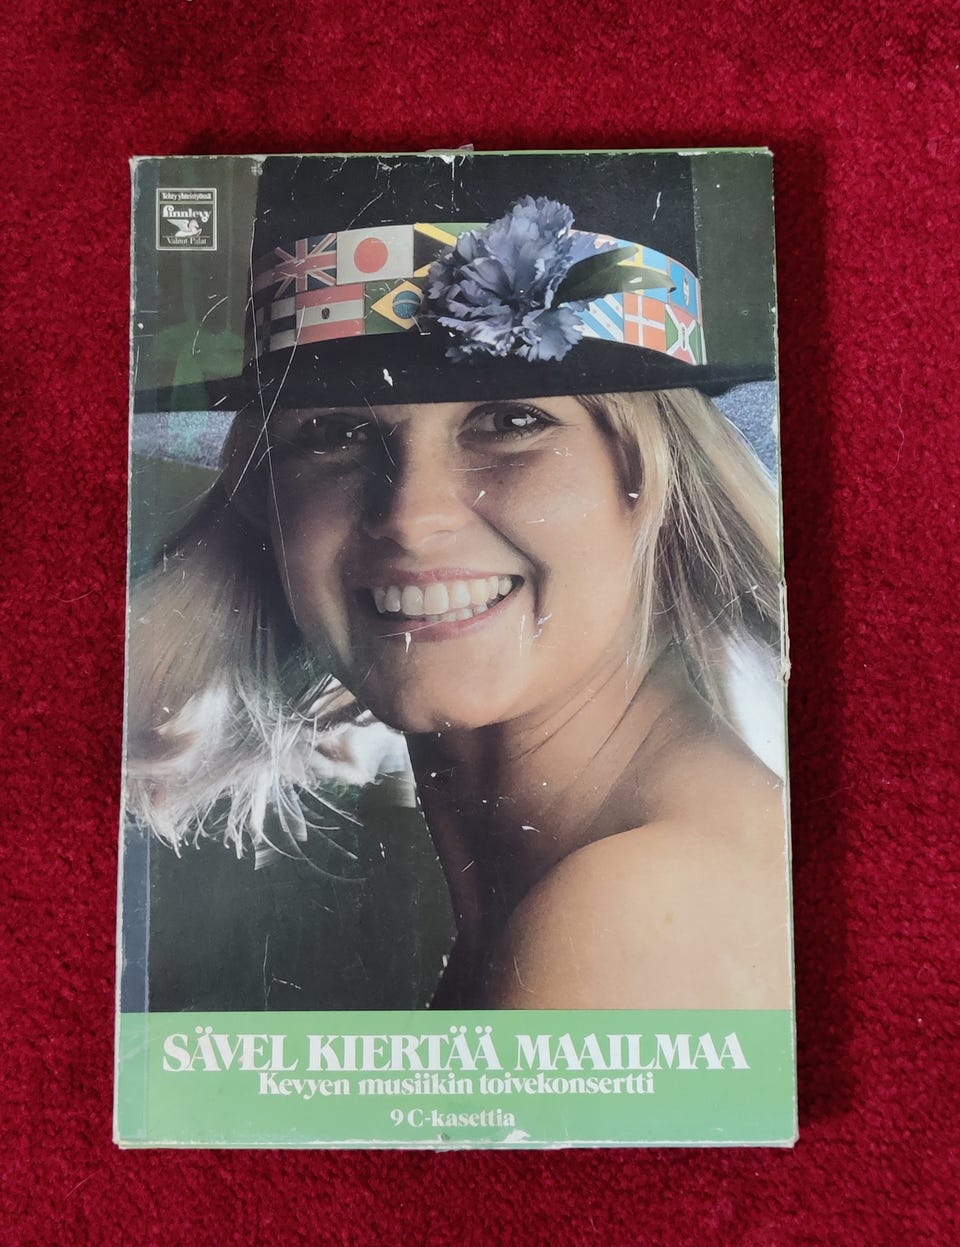 Tehty yhteistyössä
finnlevy
Valitut Palat
SÄVEL KIERTÄÄ MAAILMAA
Kevyen musiikin toivekonsertti
9 C-kasettia